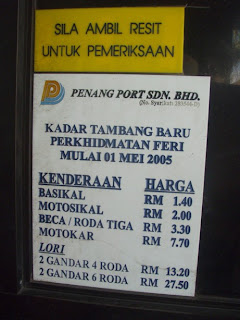 SILA AMBIL RESIT
UNTUK PEMERIKSAAN
PENANG PORT SDN. BHD.
(No. Syarikat
KADAR TAMBANG BARU
PERKHIDMATAN FERI
MULAI 01 MEI 2005
KENDERAAN HARGA
BASIKAL RM 1.40
MOTOSIKAL RM 2.00
BECA / RODA TIGA RM 3.30
MOTOKAR RM 7.70
LORI
2 GANDAR 4 RODA RM 13.20
2 GANDAR 6 RODA RM 27.50